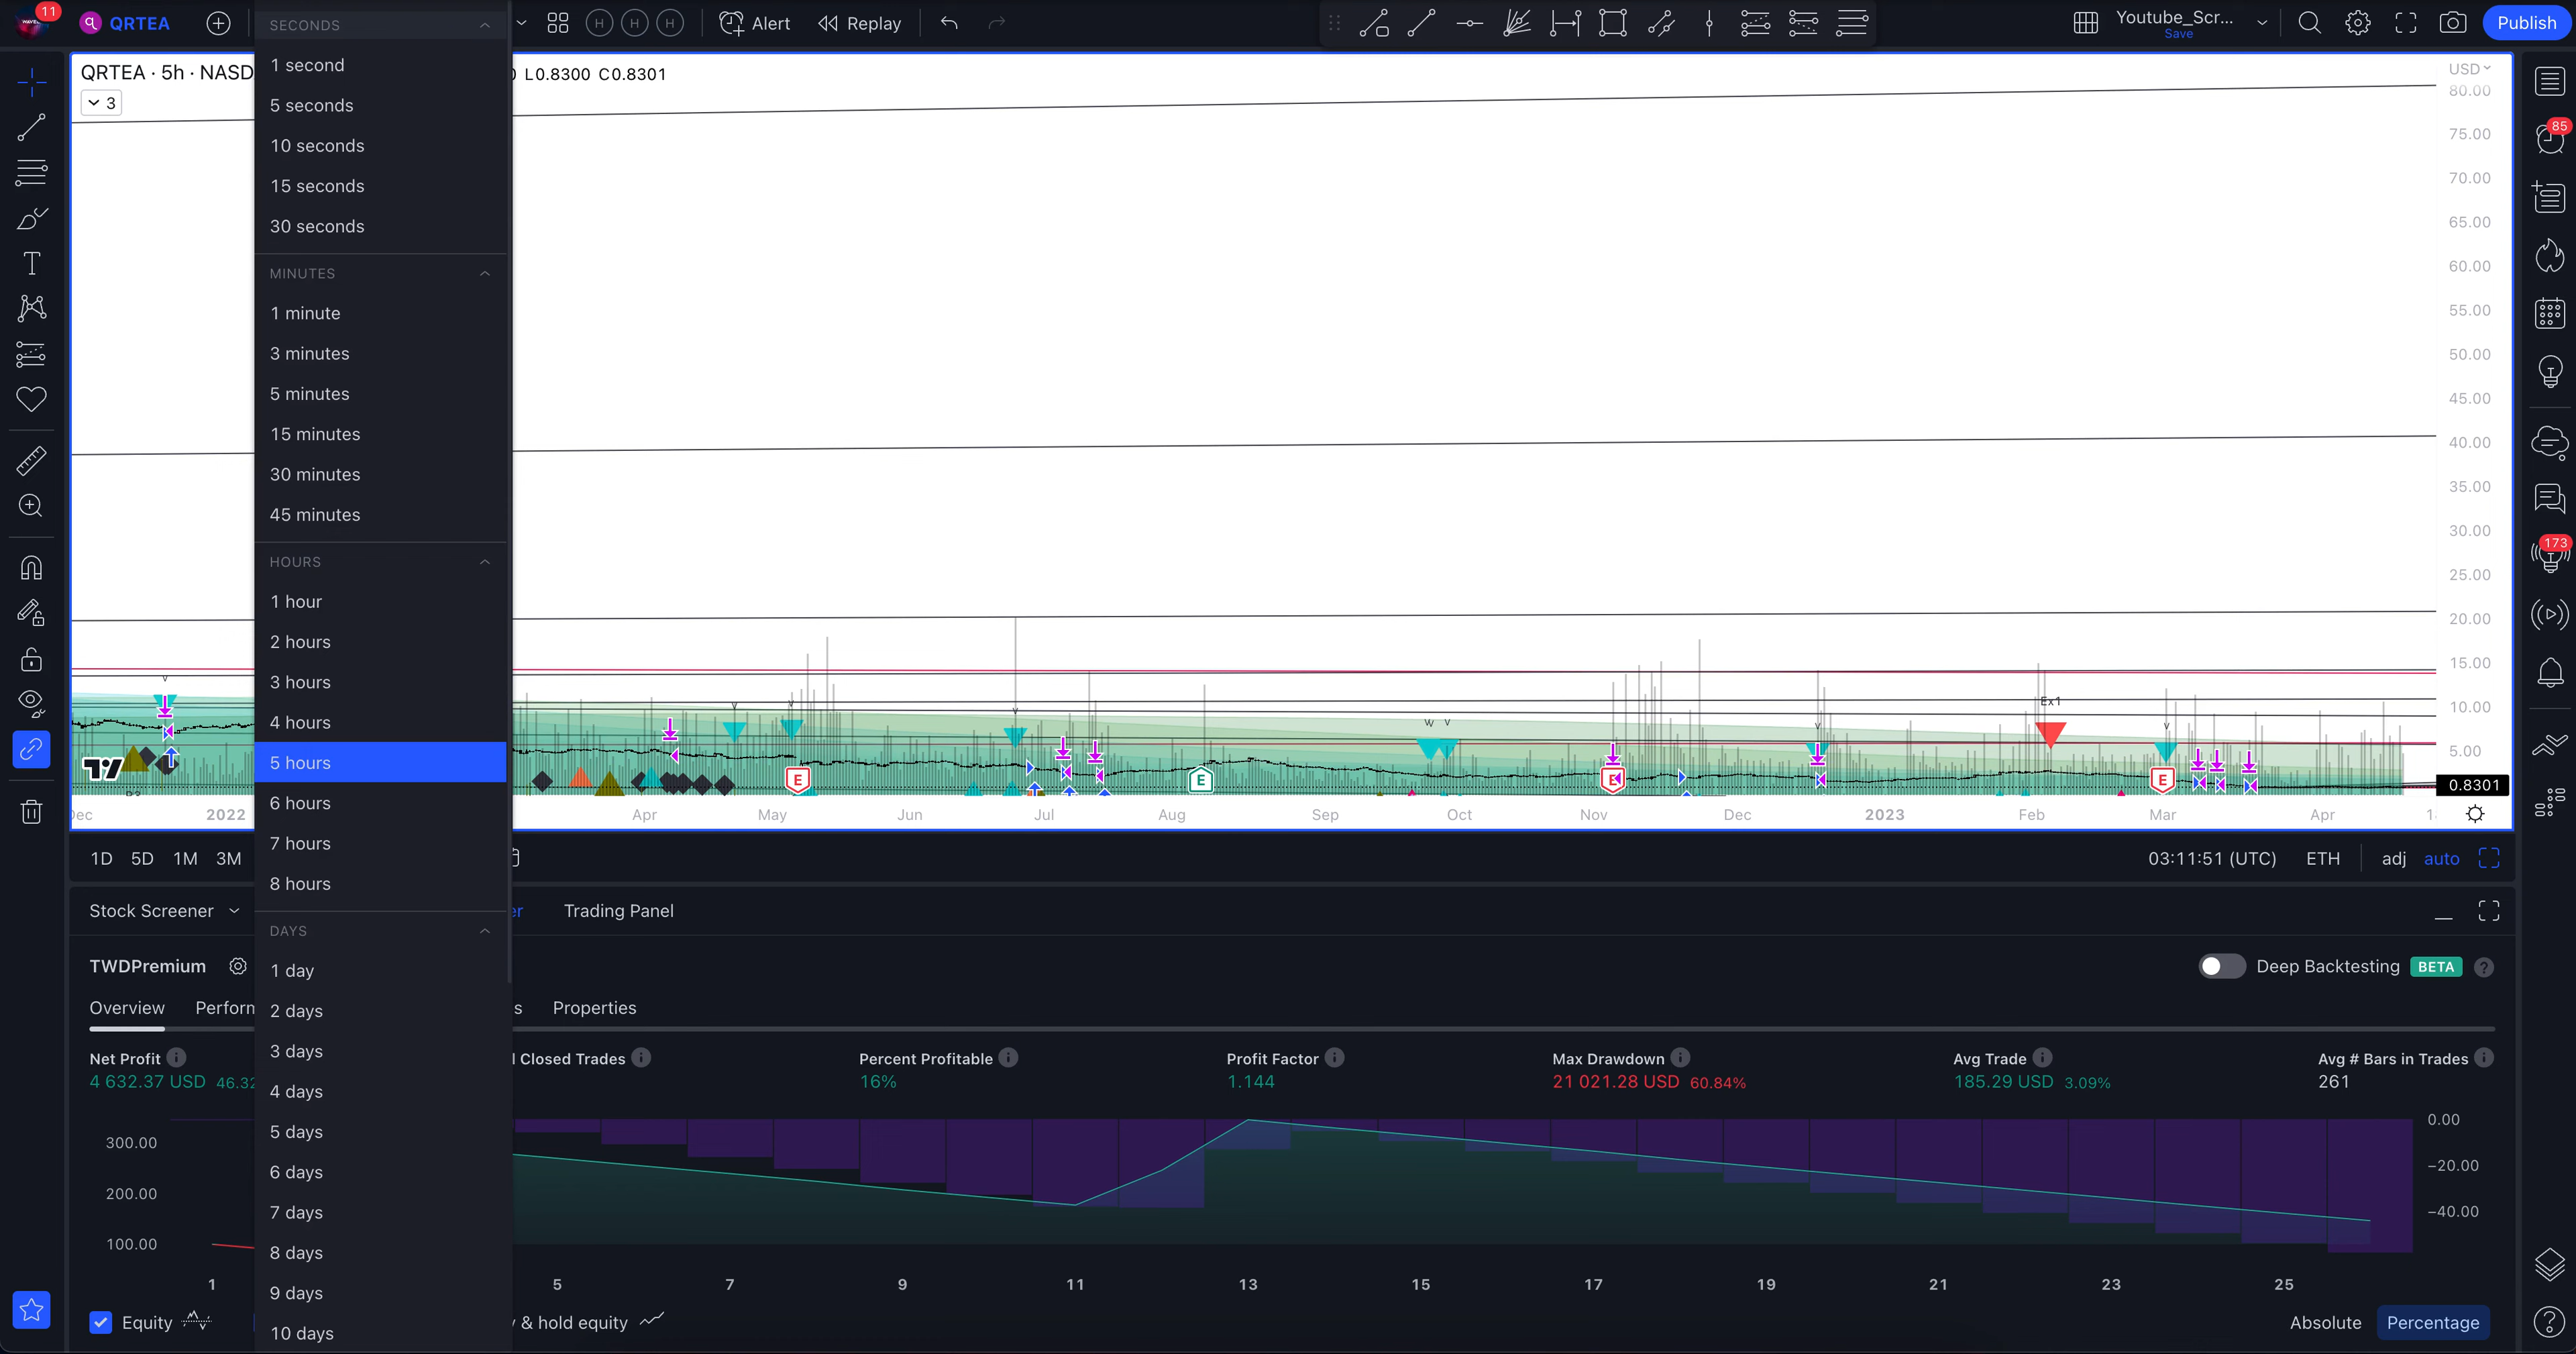 11
QRTEA
Alert
Replay
Youtube_Scr...
Save
Publish
QRTEA · 5h · NASD
L0.8300 C0.8301
3
SECONDS
1 second
5 seconds
10 seconds
15 seconds
30 seconds
MINUTES
1 minute
3 minutes
5 minutes
15 minutes
30 minutes
45 minutes
HOURS
1 hour
2 hours
3 hours
4 hours
5 hours
6 hours
7 hours
8 hours
DAYS
1 day
2 days
3 days
4 days
5 days
6 days
7 days
8 days
9 days
10 days
USD
80.00
75.00
70.00
65.00
60.00
55.00
50.00
45.00
40.00
35.00
30.00
25.00
20.00
15.00
10.00
5.00
0.8301
85
173
Ex1
W V
E E E E
2022 Apr May Jun Jul Aug Sep Oct Nov Dec 2023 Feb Mar Apr
1D 5D 1M 3M
03:11:51 (UTC) ETH adj auto
Stock Screener
Trading Panel
TWDPremium
Deep Backtesting BETA
Overview Perform
Properties
Net Profit
4 632.37 USD 46.32
Closed Trades
Percent Profitable
16%
Profit Factor
1.144
Max Drawdown
21 021.28 USD 60.84%
Avg Trade
185.29 USD 3.09%
Avg # Bars in Trades
261
300.00
200.00
100.00
0.00
−20.00
−40.00
1 5 7 9 11 13 15 17 19 21 23 25
Equity
& hold equity
Absolute Percentage